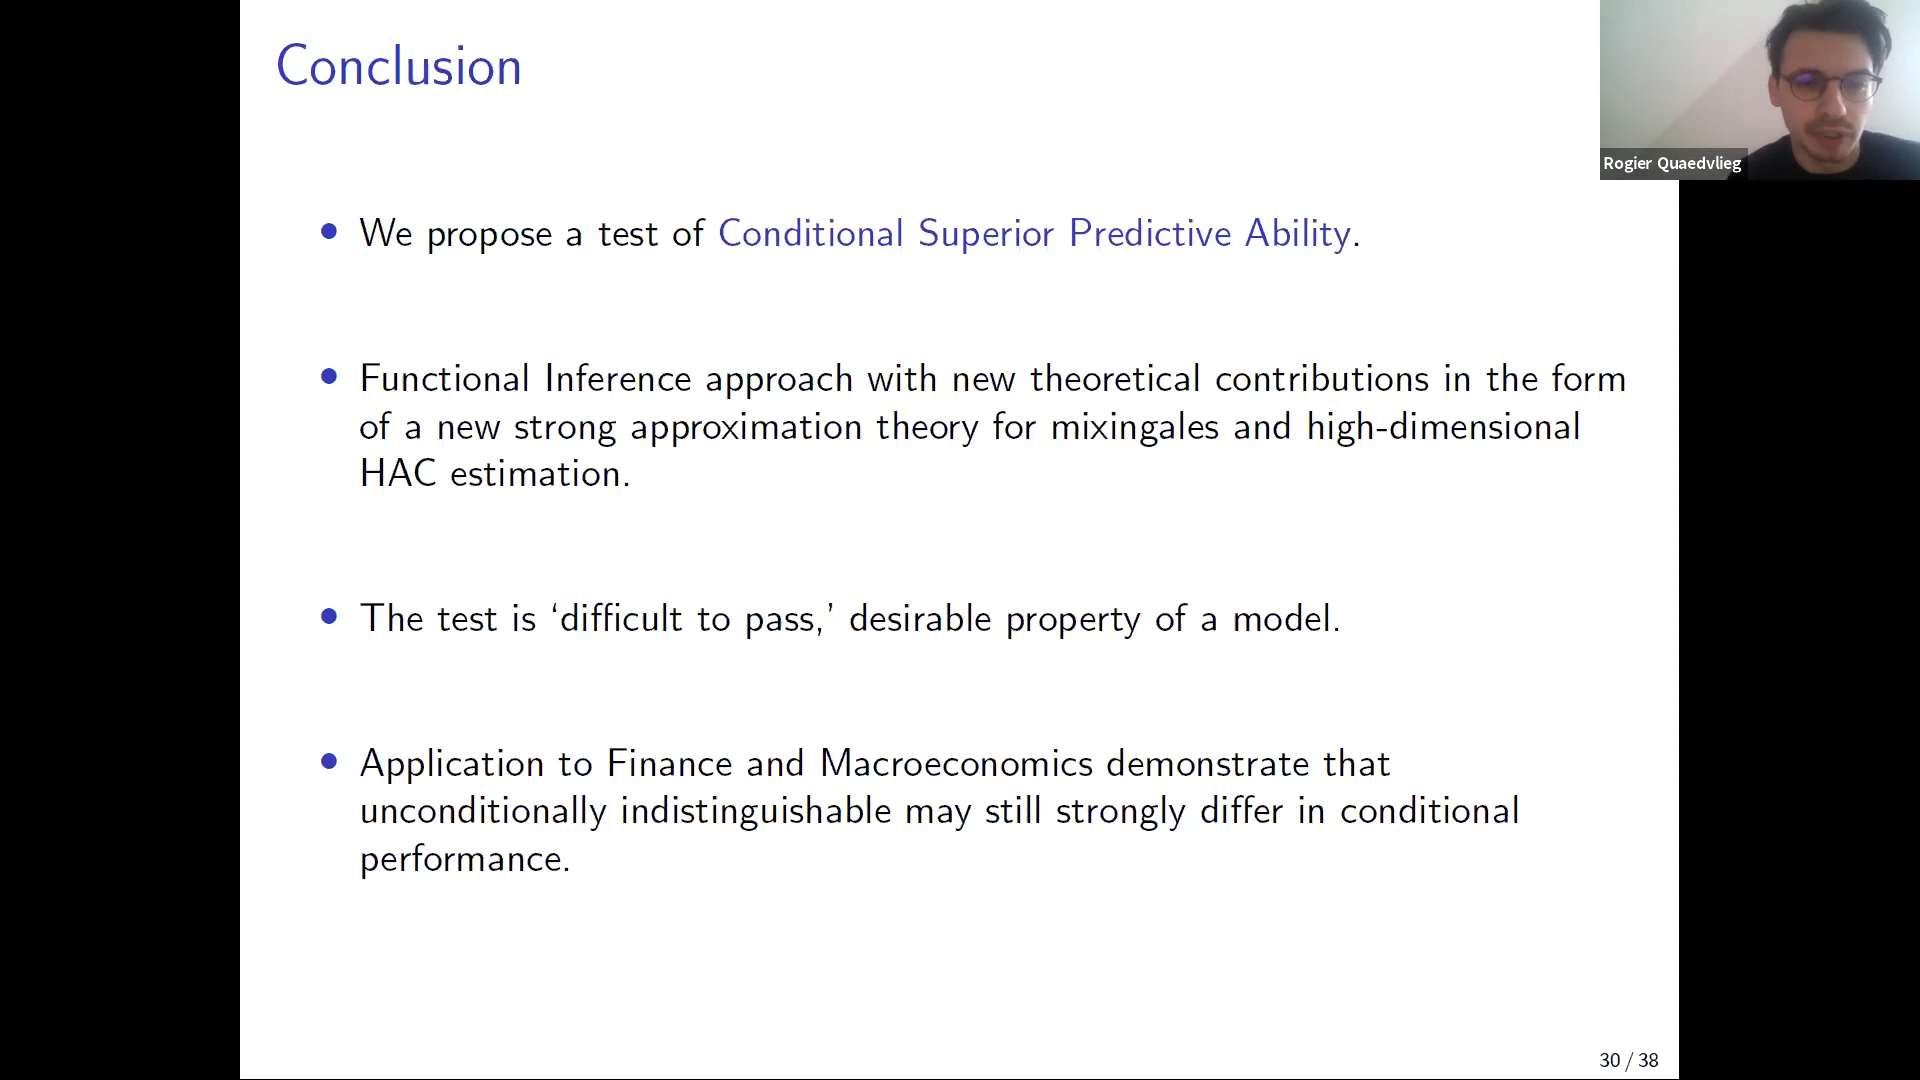 Conclusion
Rogier Quaedvlieg
• We propose a test of Conditional Superior Predictive Ability.
• Functional Inference approach with new theoretical contributions in the form
of a new strong approximation theory for mixingales and high-dimensional
HAC estimation.
• The test is ‘difficult to pass,’ desirable property of a model.
• Application to Finance and Macroeconomics demonstrate that
unconditionally indistinguishable may still strongly differ in conditional
performance.
30 / 38